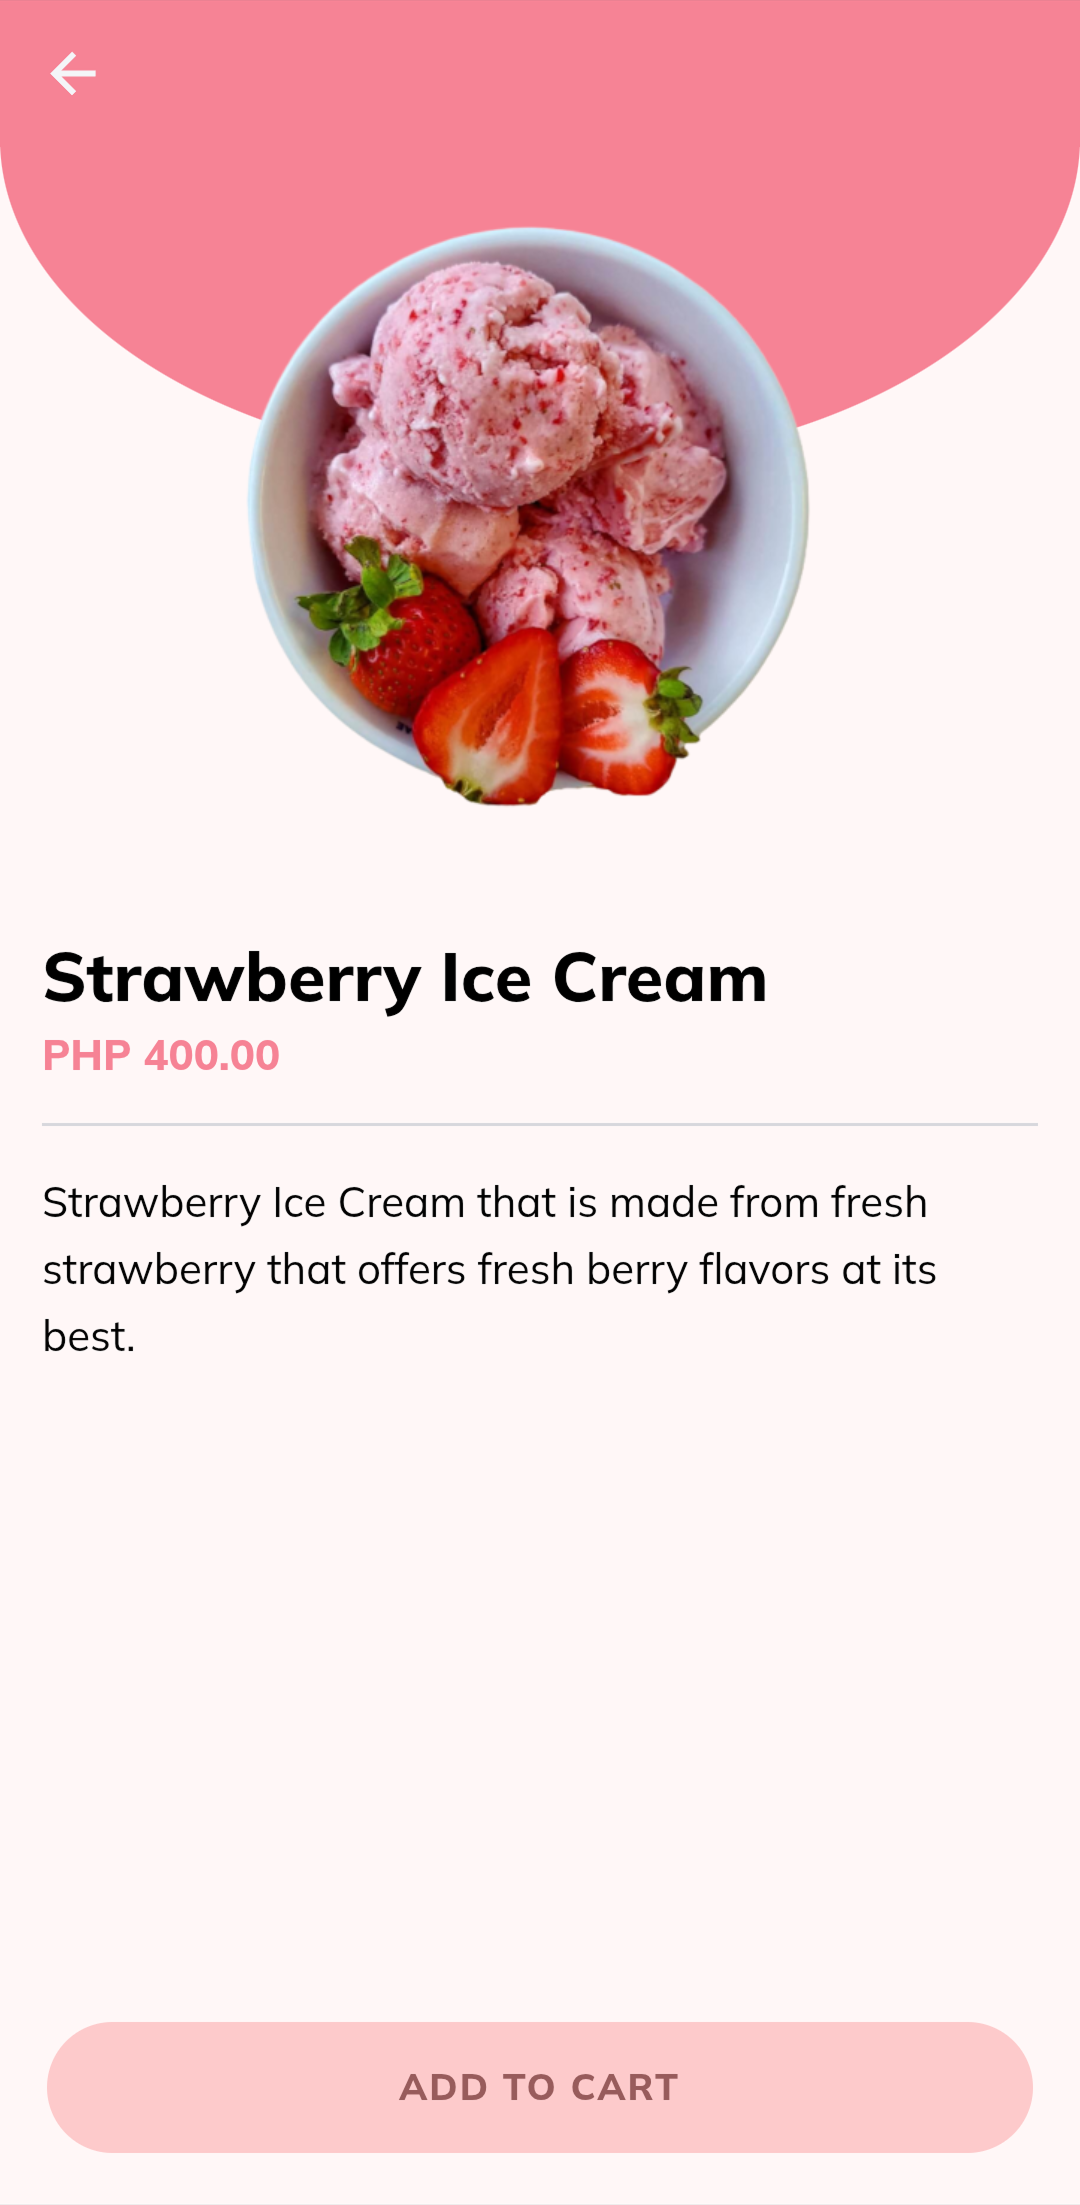 Strawberry Ice Cream
PHP 400.00
Strawberry Ice Cream that is made from fresh
strawberry that offers fresh berry flavors at its
best.
ADD TO CART